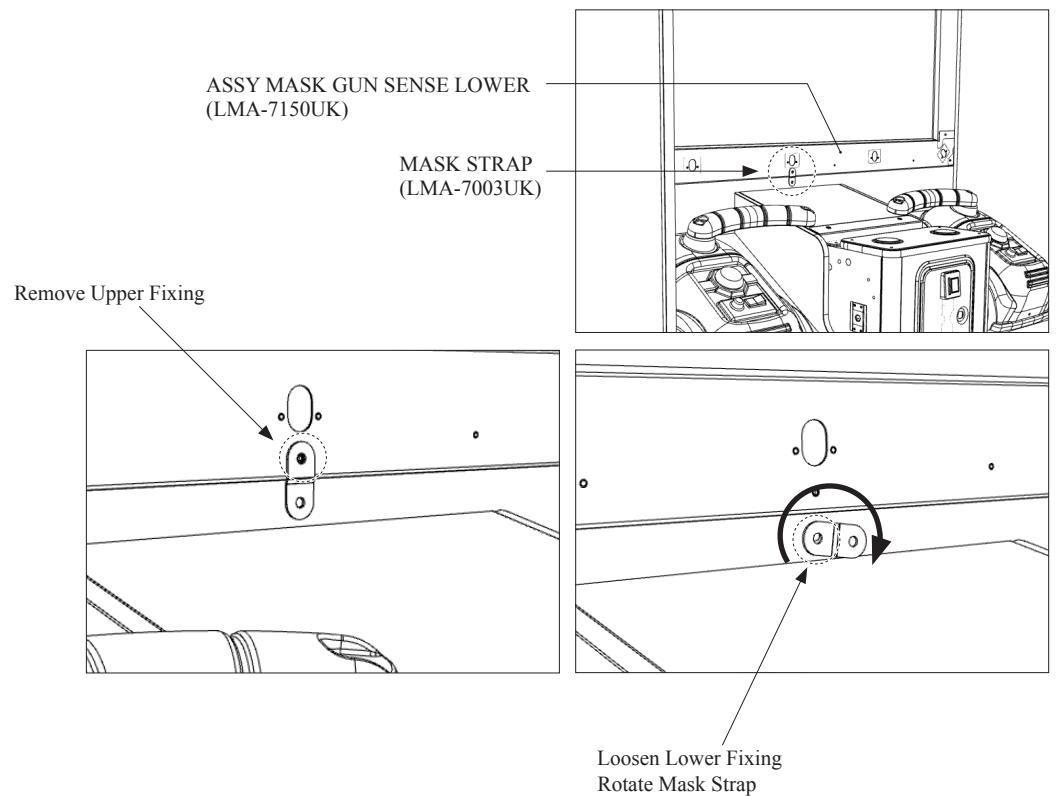 ASSY MASK GUN SENSE LOWER
(LMA-7150UK)
MASK STRAP
(LMA-7003UK)
Remove Upper Fixing
Loosen Lower Fixing
Rotate Mask Strap